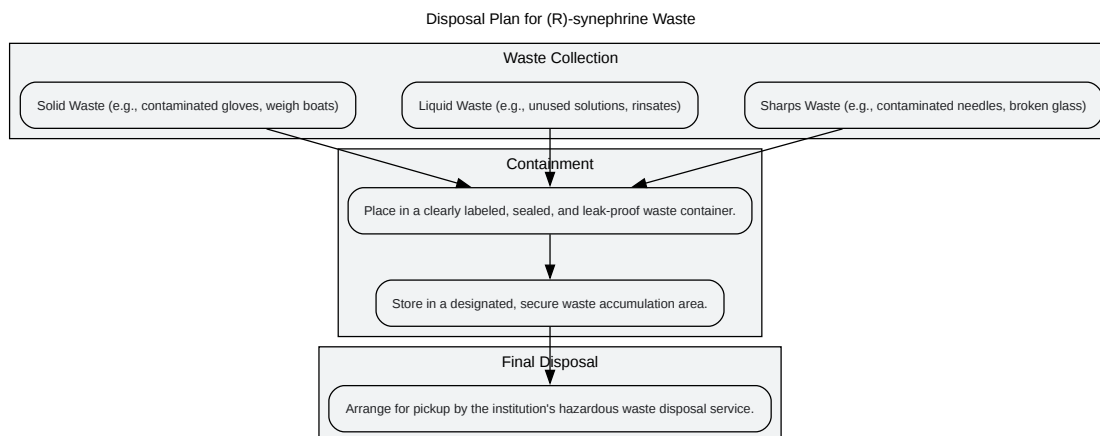 Disposal Plan for (R)-synephrine Waste
Waste Collection
Solid Waste (e.g., contaminated gloves, weigh boats)
Liquid Waste (e.g., unused solutions, rinsates)
Sharps Waste (e.g., contaminated needles, broken glass)
Containment
Place in a clearly labeled, sealed, and leak-proof waste container.
Store in a designated, secure waste accumulation area.
Final Disposal
Arrange for pickup by the institution's hazardous waste disposal service.